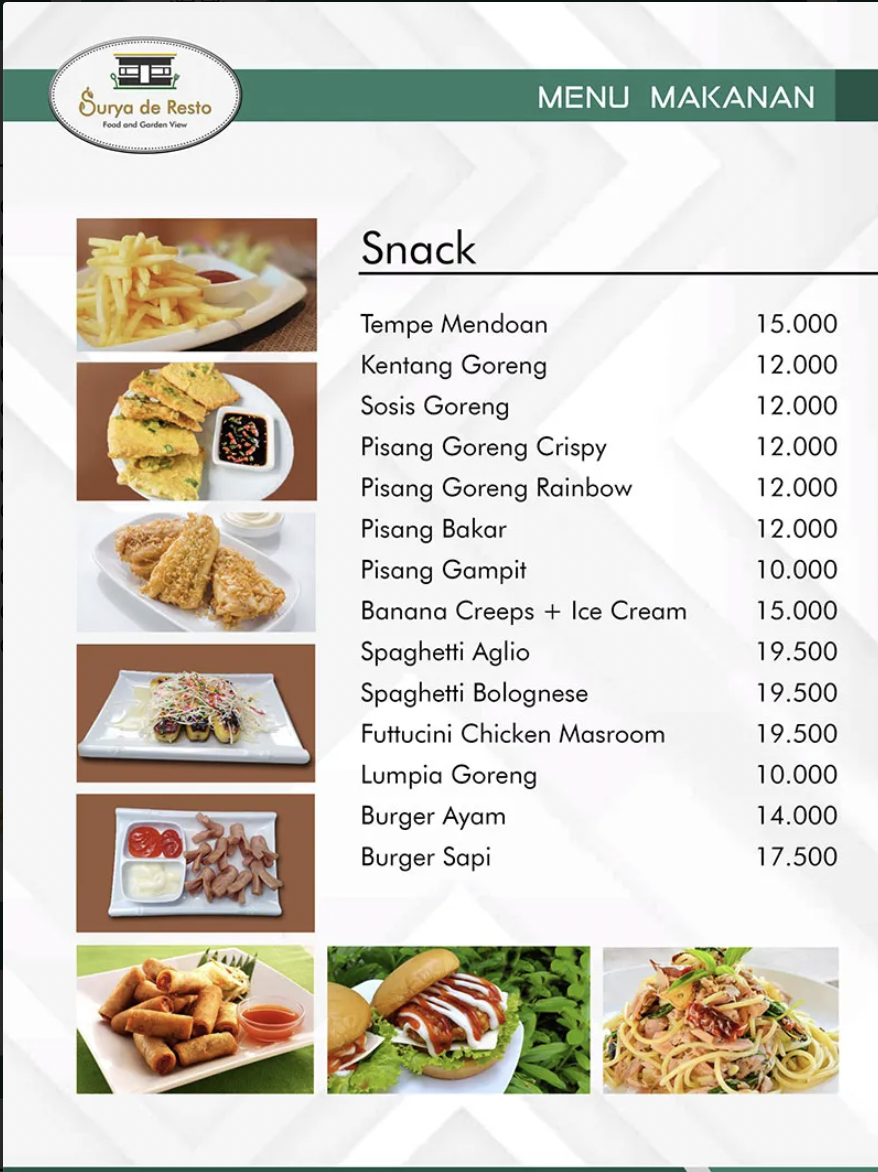 Surya de Resto
Food and Garden View
MENU MAKANAN
Snack
Tempe Mendoan 15.000
Kentang Goreng 12.000
Sosis Goreng 12.000
Pisang Goreng Crispy 12.000
Pisang Goreng Rainbow 12.000
Pisang Bakar 12.000
Pisang Gampit 10.000
Banana Creeps + Ice Cream 15.000
Spaghetti Aglio 19.500
Spaghetti Bolognese 19.500
Futtucini Chicken Masroom 19.500
Lumpia Goreng 10.000
Burger Ayam 14.000
Burger Sapi 17.500